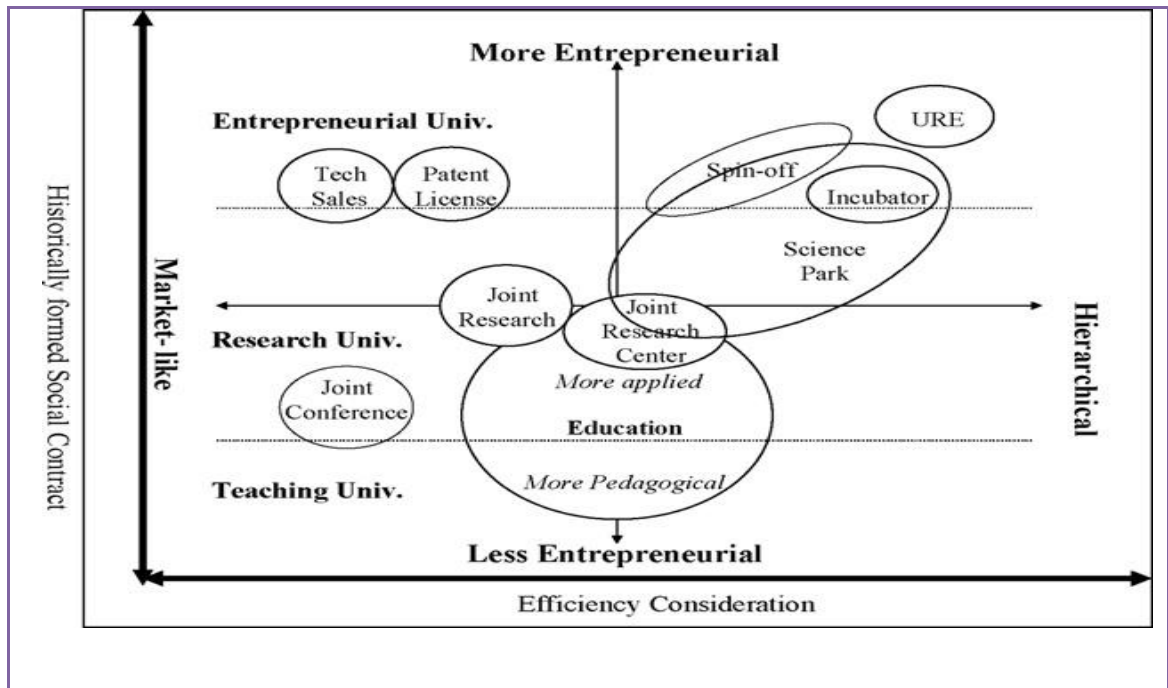 More Entrepreneurial
Entrepreneurial Univ.
URE
Tech
Sales
Patent
License
Spin-off
Incubator
Science
Park
Joint
Research
Joint
Research
Center
Research Univ.
More applied
Joint
Conference
Education
Teaching Univ.
More Pedagogical
Less Entrepreneurial
Historically formed Social Contract
Market- like
Hierarchical
Efficiency Consideration